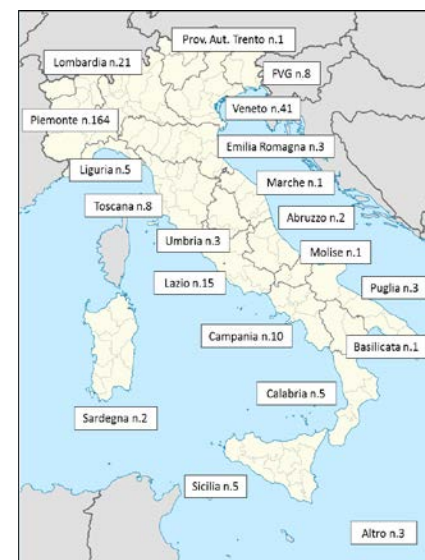 Prov. Aut. Trento n.1
Lombardia n.21
FVG n.8
Veneto n.41
Piemonte n.164
Emilia Romagna n.3
Liguria n.5
Marche n.1
Toscana n.8
Abruzzo n.2
Umbria n.3
Molise n.1
Lazio n.15
Puglia n.3
Campania n.10
Basilicata n.1
Calabria n.5
Sardegna n.2
Sicilia n.5
Altro n.3